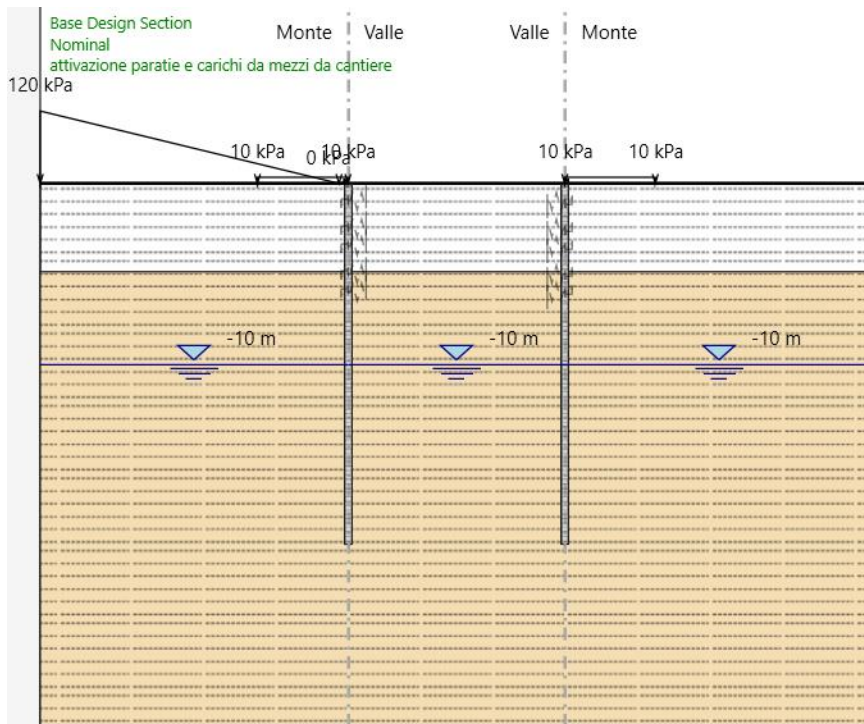 Base Design Section
Nominal
attivazione paratie e carichi da mezzi da cantiere
Monte
Valle
Valle
Monte
120 kPa
10 kPa
0 kPa
10 kPa
10 kPa
10 kPa
-10 m
-10 m
-10 m